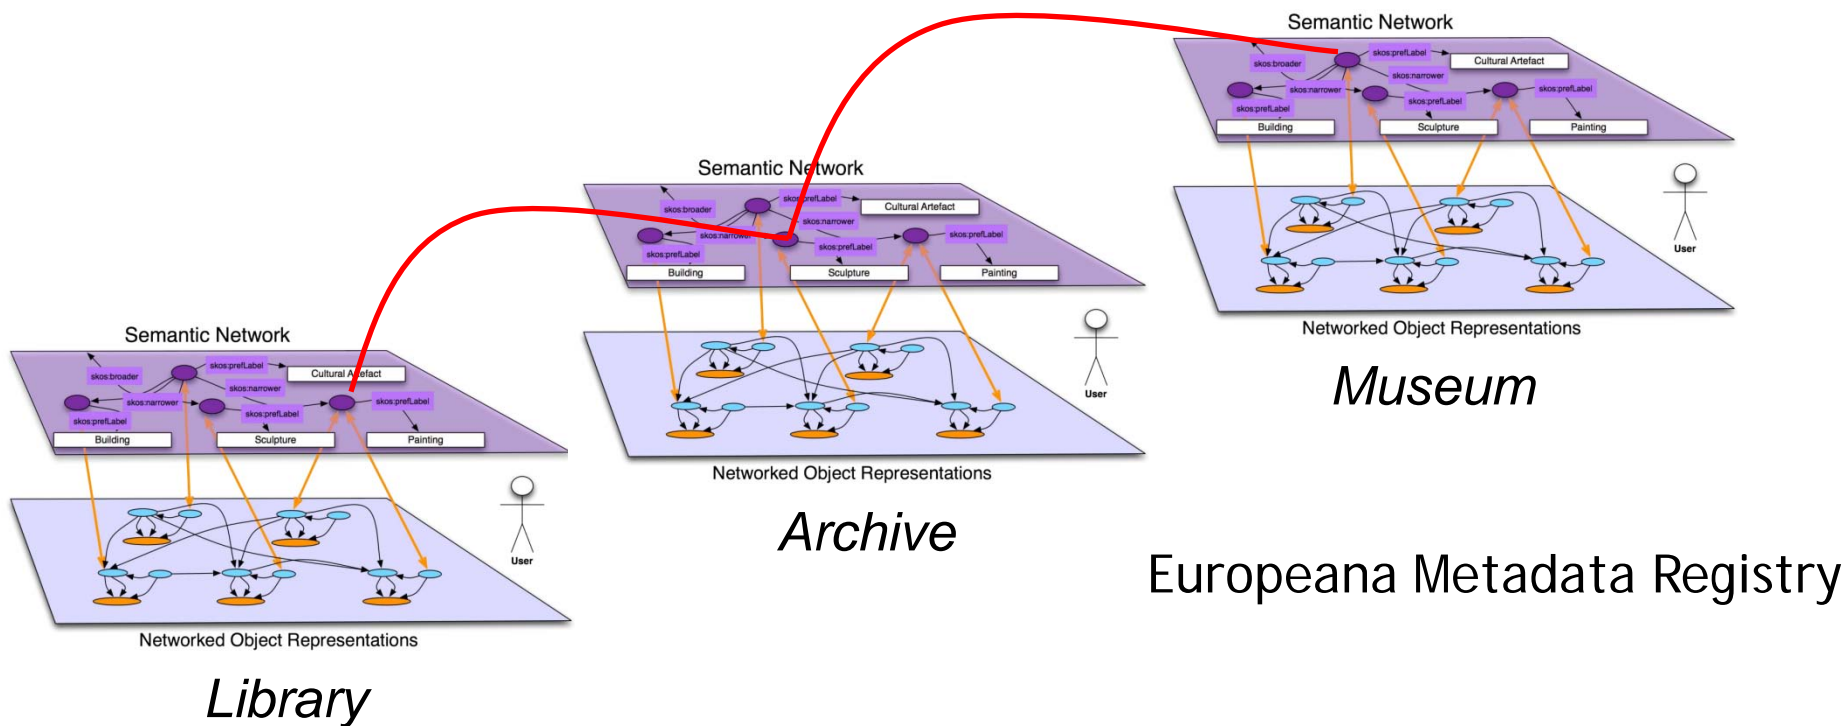 Semantic Network
skos:prefLabel
Cultural Artefact
skos:broader
skos:narrower
skos:narrower
skos:prefLabel
skos:prefLabel
skos:prefLabel
Building
Sculpture
Painting
User
Networked Object Representations
Museum
Semantic Network
skos:prefLabel
Cultural Artefact
skos:broader
skos:narrower
skos:narrower
skos:prefLabel
skos:prefLabel
skos:prefLabel
Building
Sculpture
Painting
User
Networked Object Representations
Archive
Semantic Network
skos:prefLabel
Cultural Artefact
skos:broader
skos:narrower
skos:narrower
skos:prefLabel
skos:prefLabel
skos:prefLabel
Building
Sculpture
Painting
User
Networked Object Representations
Library
Europeana Metadata Registry